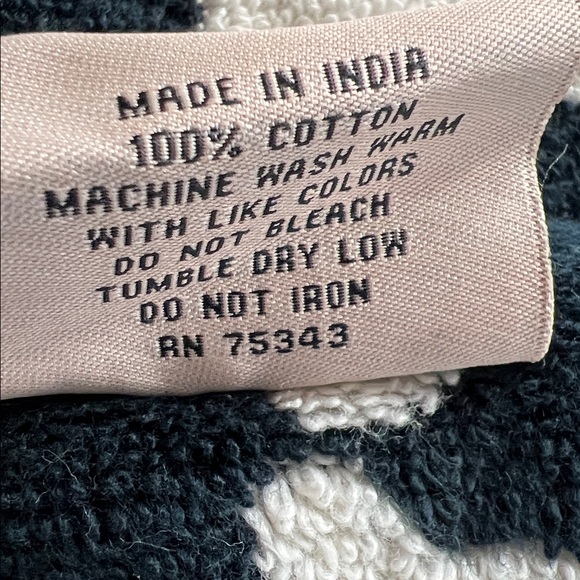 MADE IN INDIA
100% COTTON
MACHINE WASH WARM
WITH LIKE COLORS
DO NOT BLEACH
TUMBLE DRY LOW
DO NOT IRON
RN 75343